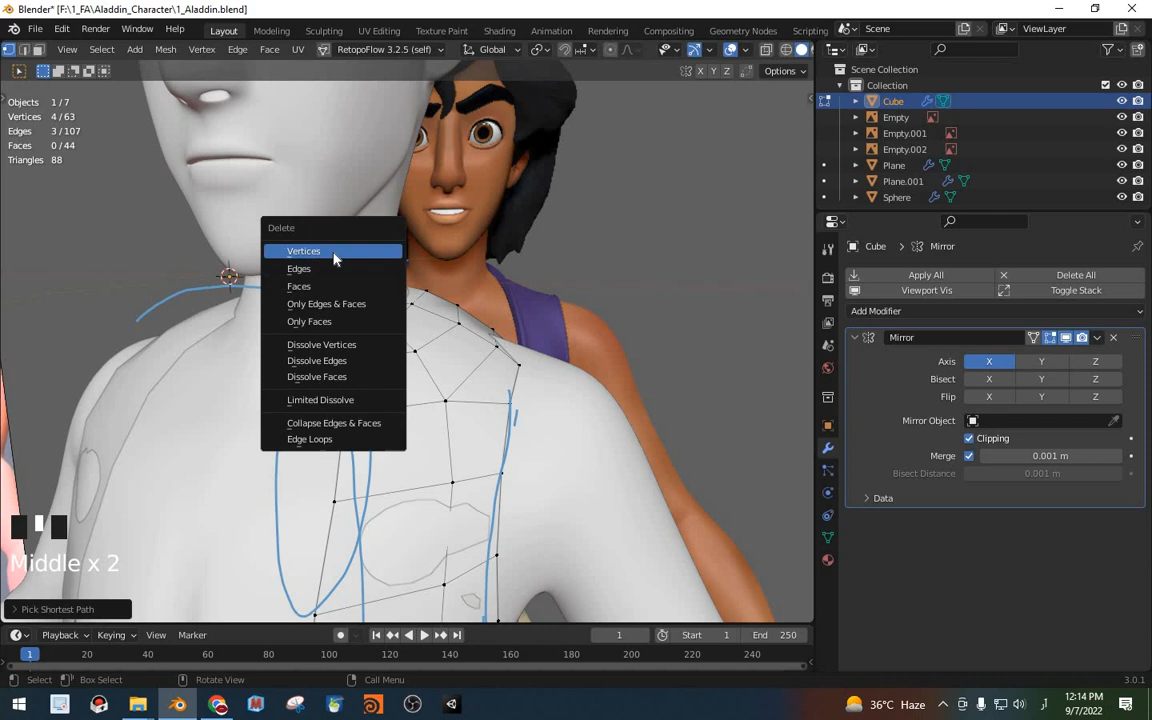 Blender* [F:\1_FA\Aladdin_Character\1_Aladdin.blend]
File Edit Render Window Help Layout Modeling Sculpting UV Editing Texture Paint Shading Animation Rendering Compositing Geometry Nodes Scripting Scene ViewLayer
View Select Add Mesh Vertex Edge Face UV RetopoFlow 3.2.5 (self) Global
X Y Z Options
Scene Collection
Collection
Cube
Empty
Empty.001
Empty.002
Plane
Plane.001
Sphere
Objects 1/7
Vertices 4/63
Edges 3/107
Faces 0/44
Triangles 88
Delete
Vertices
Edges
Faces
Only Edges & Faces
Only Faces
Dissolve Vertices
Dissolve Edges
Dissolve Faces
Limited Dissolve
Collapse Edges & Faces
Edge Loops
Cube Mirror
Apply All Delete All
Viewport Vis Toggle Stack
Add Modifier
Mirror
Axis X Y Z
Bisect X Y Z
Flip X Y Z
Mirror Object
Clipping
Merge 0.001 m
Bisect Distance 0.001 m
Data
Middle x 2
Pick Shortest Path
Playback Keying View Marker 1 Start 1 End 250
1 20 40 60 80 100 120 140 160 180 200 220 240
Select Box Select Rotate View Call Menu 3.0.1
36°C Haze 12:14 PM
9/7/2022